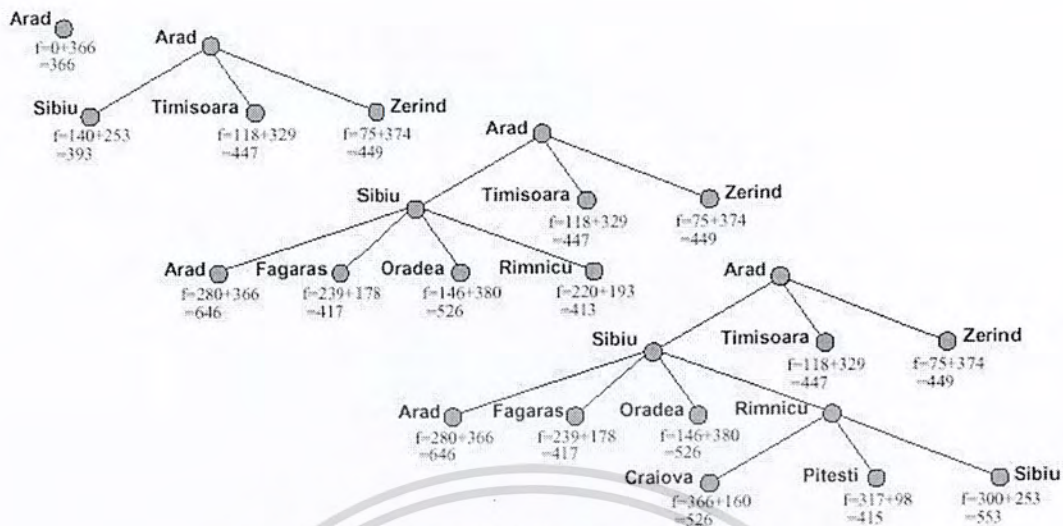 Arad
f=0+366
=366
Arad
Sibiu
f=140+253
=393
Timisoara
f=118+329
=447
Zerind
f=75+374
=449
Arad
Sibiu
Timisoara
f=118+329
=447
Zerind
f=75+374
=449
Arad
f=280+366
=646
Fagaras
f=239+178
=417
Oradea
f=146+380
=526
Rimnicu
f=220+193
=413
Arad
Sibiu
Timisoara
f=118+329
=447
Zerind
f=75+374
=449
Arad
f=280+366
=646
Fagaras
f=239+178
=417
Oradea
f=146+380
=526
Rimnicu
Craiova
f=366+160
=526
Pitesti
f=317+98
=415
Sibiu
f=300+253
=553